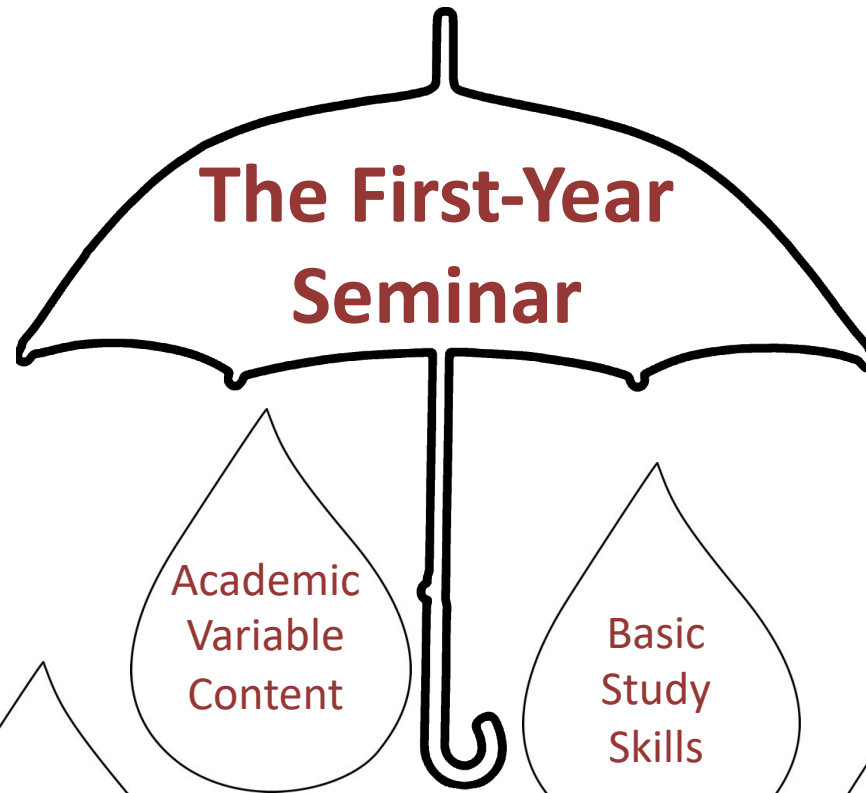 The First-Year
Seminar
Academic
Variable
Content
Basic
Study
Skills